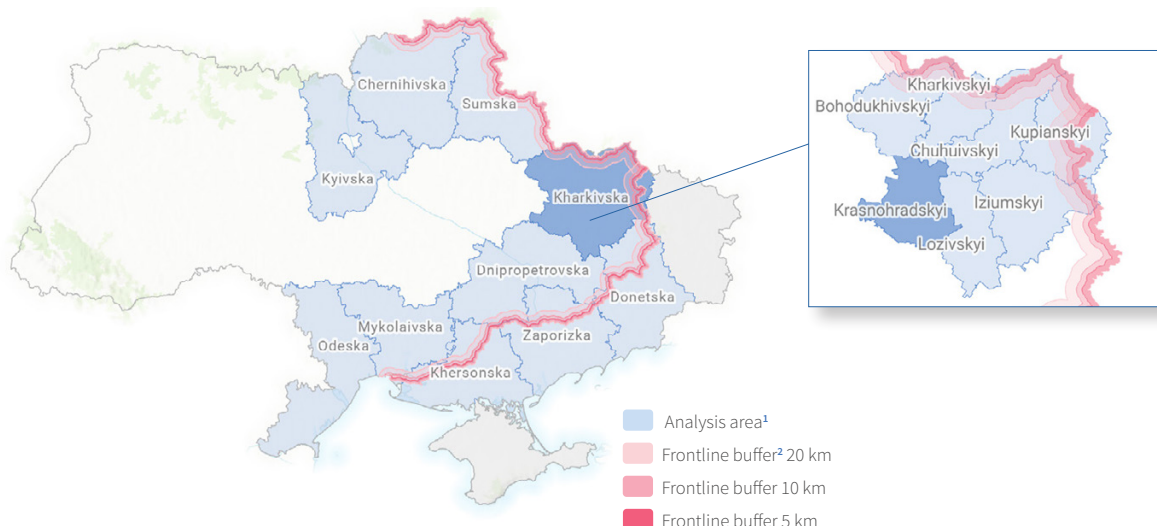 Chernihivska
Sumska
Kyivska
Kharkivska
Dnipropetrovska
Donetska
Mykolaivska
Zaporizka
Odeska
Khersonska
Kharkivskyi
Bohodukhivskyi
Kupianskyi
Chuhuivskyi
Krasnohradskyi
Iziumskyi
Lozivskyi
Analysis area¹
Frontline buffer² 20 km
Frontline buffer 10 km
Frontline buffer 5 km